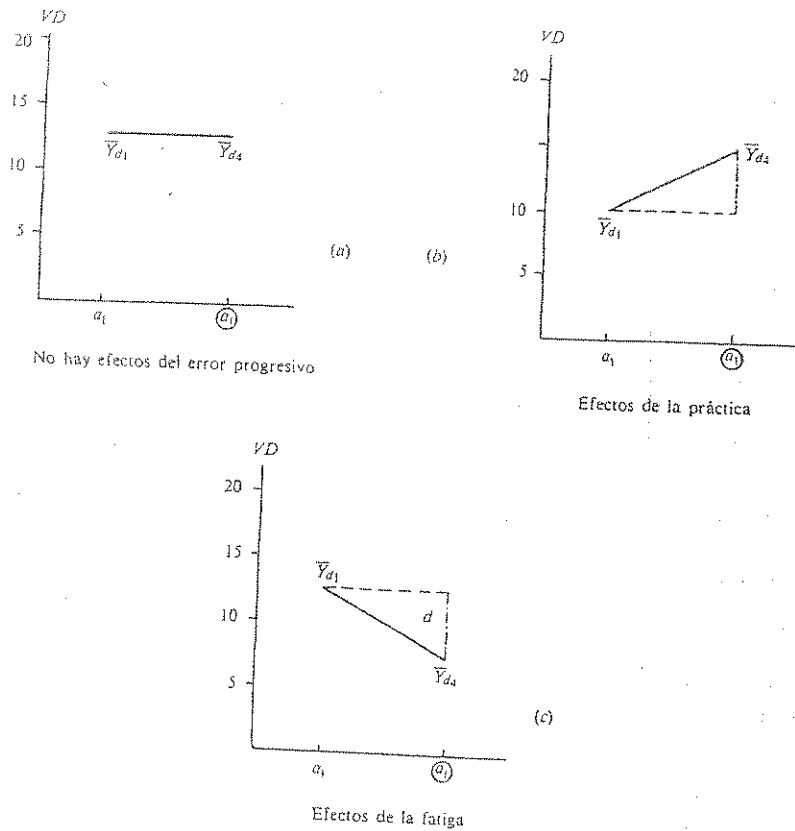 VD
20
15
10
5
Ȳd1
Ȳd4
a1
a1
(a)
No hay efectos del error progresivo
VD
20
10
5
Ȳd1
Ȳd4
a1
a1
(b)
Efectos de la práctica
VD
20
15
10
5
Ȳd1
d
Ȳd4
a1
a1
(c)
Efectos de la fatiga